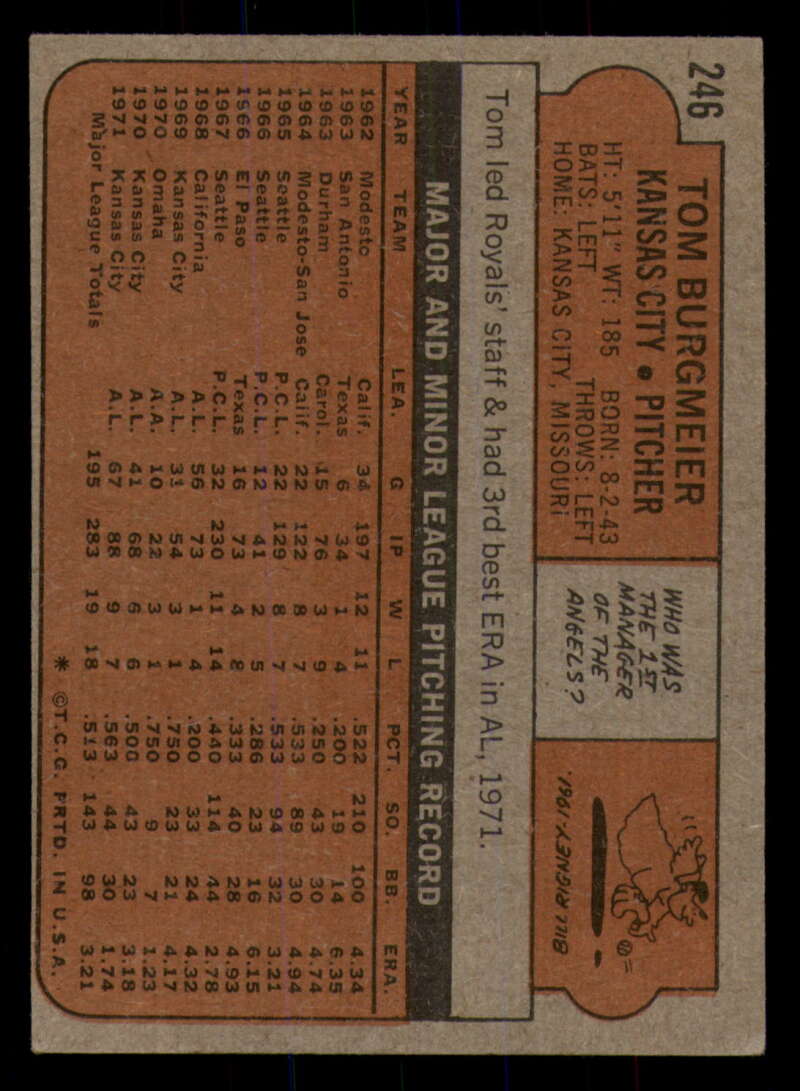 246
TOM BURGMEIER
KANSAS CITY • PITCHER
HT: 5'11" WT: 185 BORN: 8-2-43
BATS: LEFT THROWS: LEFT
HOME: KANSAS CITY, MISSOURI
WHO WAS
THE 1ST
MANAGER
OF THE
ANGELS?
BILL RIGNEY, 1961.
Tom led Royals' staff & had 3rd best ERA in AL, 1971.
MAJOR AND MINOR LEAGUE PITCHING RECORD
YEAR TEAM LEA. G IP W L PCT. SO. BB. ERA.
1962 Modesto Calif. 34 197 12 11 .522 210 100 4.34
1963 San Antonio Texas 6 34 1 4 .200 19 14 6.35
1963 Durham Carol. 15 76 3 9 .250 43 30 4.74
1964 Modesto-San Jose Calif. 22 122 8 7 .533 89 30 4.94
1965 Seattle P.C.L. 22 129 8 7 .533 94 32 3.21
1966 Seattle P.C.L. 12 41 2 5 .286 23 16 6.15
1966 El Paso Texas 16 73 4 8 .333 40 28 4.93
1967 Seattle P.C.L. 32 230 11 14 .440 114 44 2.78
1968 California A.L. 56 73 1 4 .200 33 24 4.32
1969 Kansas City A.L. 31 54 3 1 .750 23 21 4.17
1970 Omaha A.A. 10 22 3 1 .750 9 7 1.23
1970 Kansas City A.L. 41 68 6 6 .500 43 23 3.18
1971 Kansas City A.L. 67 88 9 7 .563 44 30 1.74
Major League Totals 195 283 19 18 .513 143 98 3.21
* ©T.C.G. PRTD. IN U.S.A.